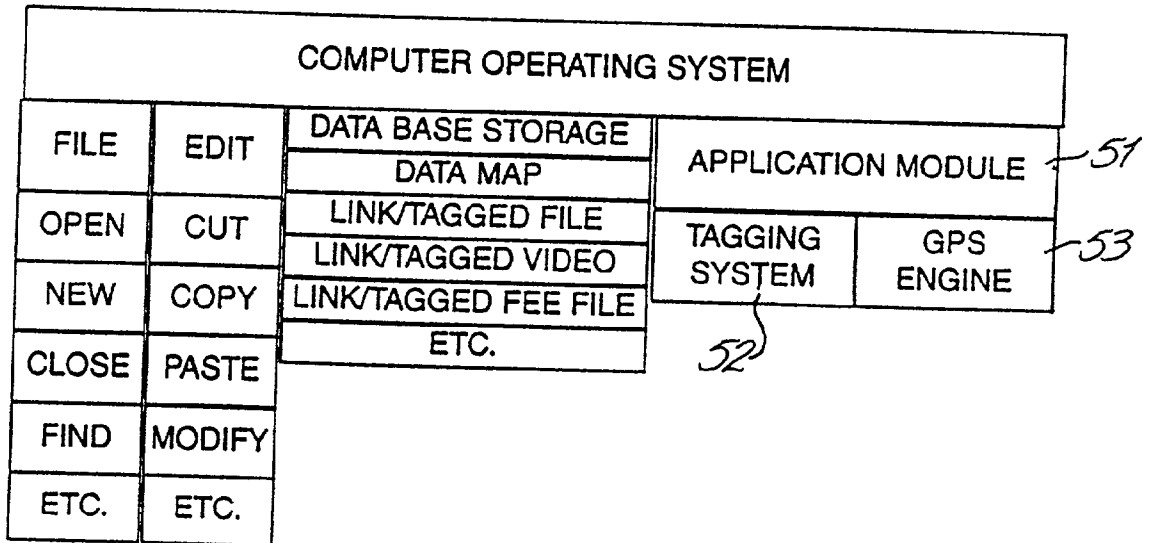 COMPUTER OPERATING SYSTEM
FILE
OPEN
NEW
CLOSE
FIND
ETC.
EDIT
CUT
COPY
PASTE
MODIFY
ETC.
DATA BASE STORAGE
DATA MAP
LINK/TAGGED FILE
LINK/TAGGED VIDEO
LINK/TAGGED FEE FILE
ETC.
APPLICATION MODULE
51
TAGGING
SYSTEM
52
GPS
ENGINE
53